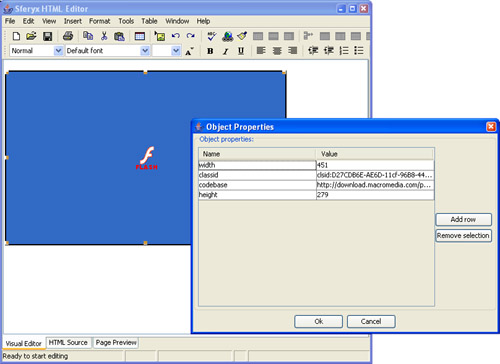 Sferyx HTML Editor
File Edit View Insert Format Tools Table Window Help
Normal Default font
FLASH
Object Properties
Object properties:
Name Value
width 451
classid clsid:D27CDB6E-AE6D-11cf-96B8-44...
codebase http://download.macromedia.com/p...
height 279
Add row
Remove selection
Ok Cancel
Visual Editor HTML Source Page Preview
Ready to start editing